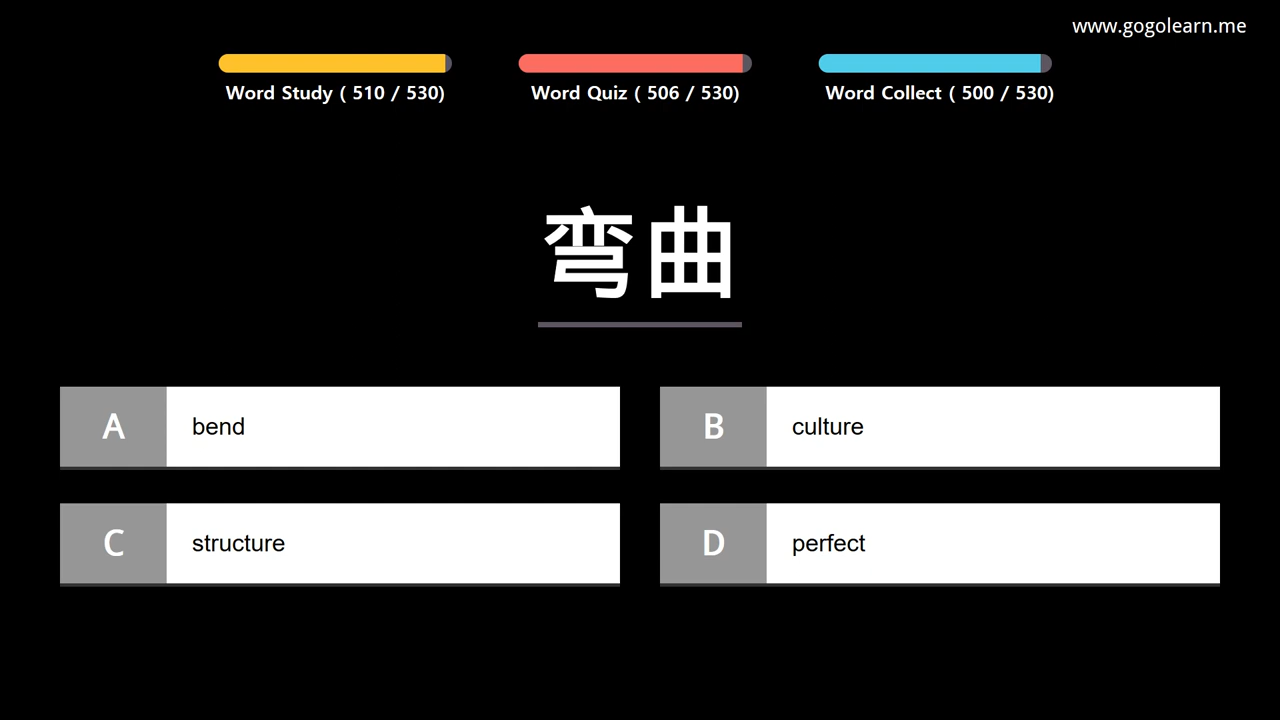 www.gogolearn.me
Word Study ( 510 / 530) Word Quiz ( 506 / 530) Word Collect ( 500 / 530)
弯曲
A bend
B culture
C structure
D perfect